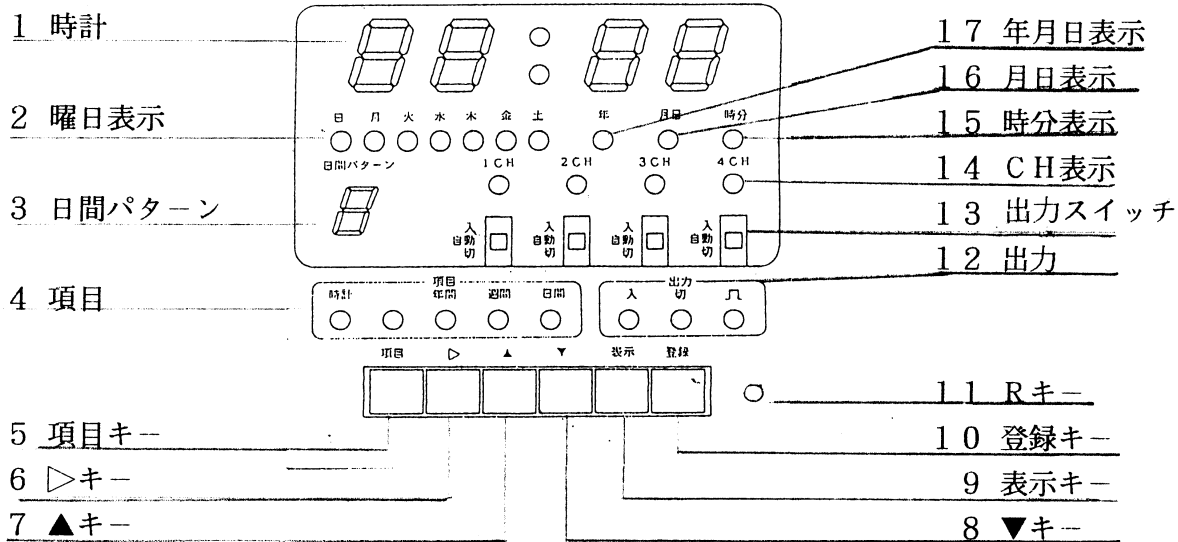 1 時計
2 曜日表示
3 日間パターン
4 項目
5 項目キー
6 ▷キー
7 ▲キー
日 月 火 水 木 金 土 年 月日 時分
日間パターン 1CH 2CH 3CH 4CH
入 自動 切 入 自動 切 入 自動 切 入 自動 切
項目 出力
時計 年間 週間 日間 入 切
項目 ▷ ▲ ▼ 表示 登録
17 年月日表示
16 月日表示
15 時分表示
14 CH表示
13 出力スイッチ
12 出力
11 Rキー
10 登録キー
9 表示キー
8 ▼キー